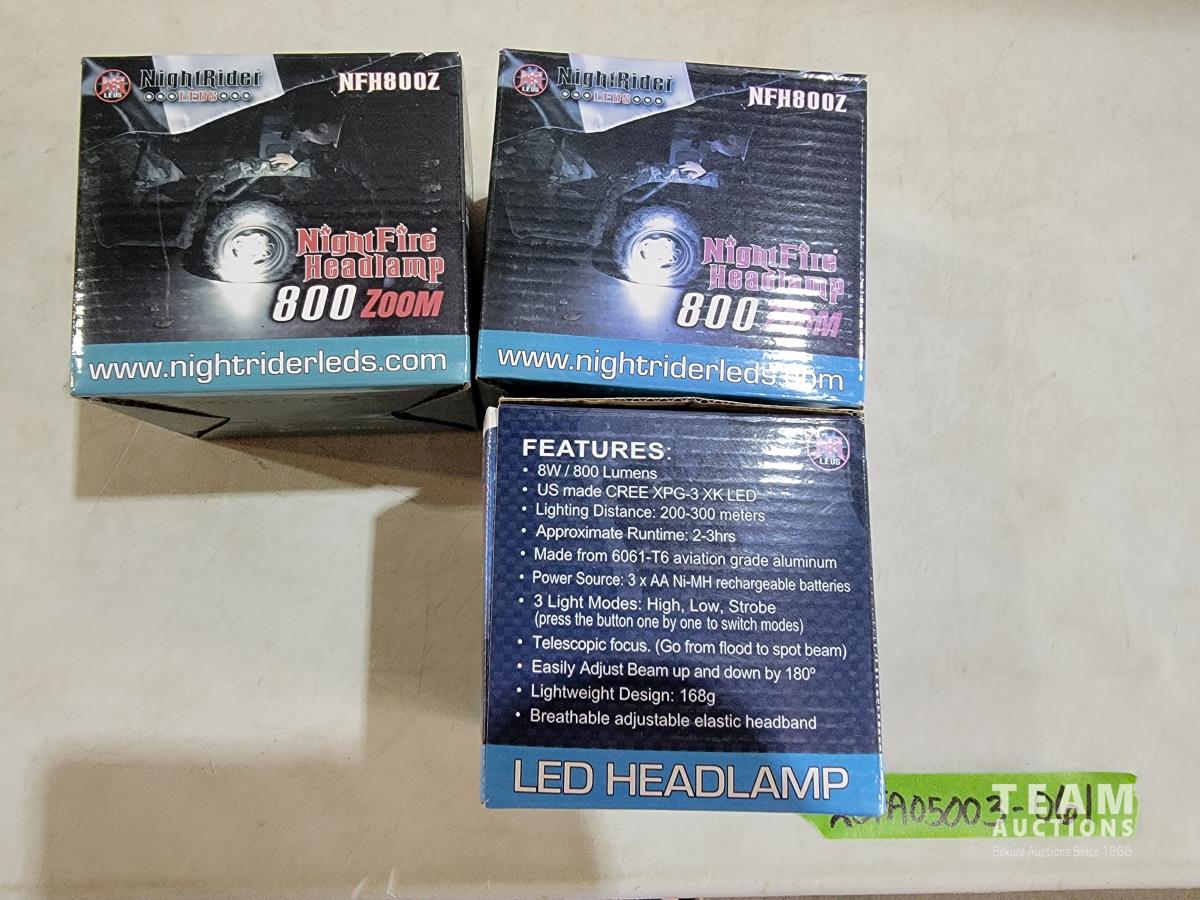 NightRider
LEDS
NFH800Z
NightFire
Headlamp
800 ZOOM
www.nightriderleds.com
NightRider
LEDS
NFH800Z
NightFire
Headlamp
800 ZOOM
www.nightriderleds.com
FEATURES:
LEDS
• 8W / 800 Lumens
• US made CREE XPG-3 XK LED
• Lighting Distance: 200-300 meters
• Approximate Runtime: 2-3hrs
• Made from 6061-T6 aviation grade aluminum
• Power Source: 3 x AA Ni-MH rechargeable batteries
• 3 Light Modes: High, Low, Strobe
(press the button one by one to switch modes)
• Telescopic focus. (Go from flood to spot beam)
• Easily Adjust Beam up and down by 180º
• Lightweight Design: 168g
• Breathable adjustable elastic headband
LED HEADLAMP
TEAM
AUCTIONS
Sekura Auctions Since 1966